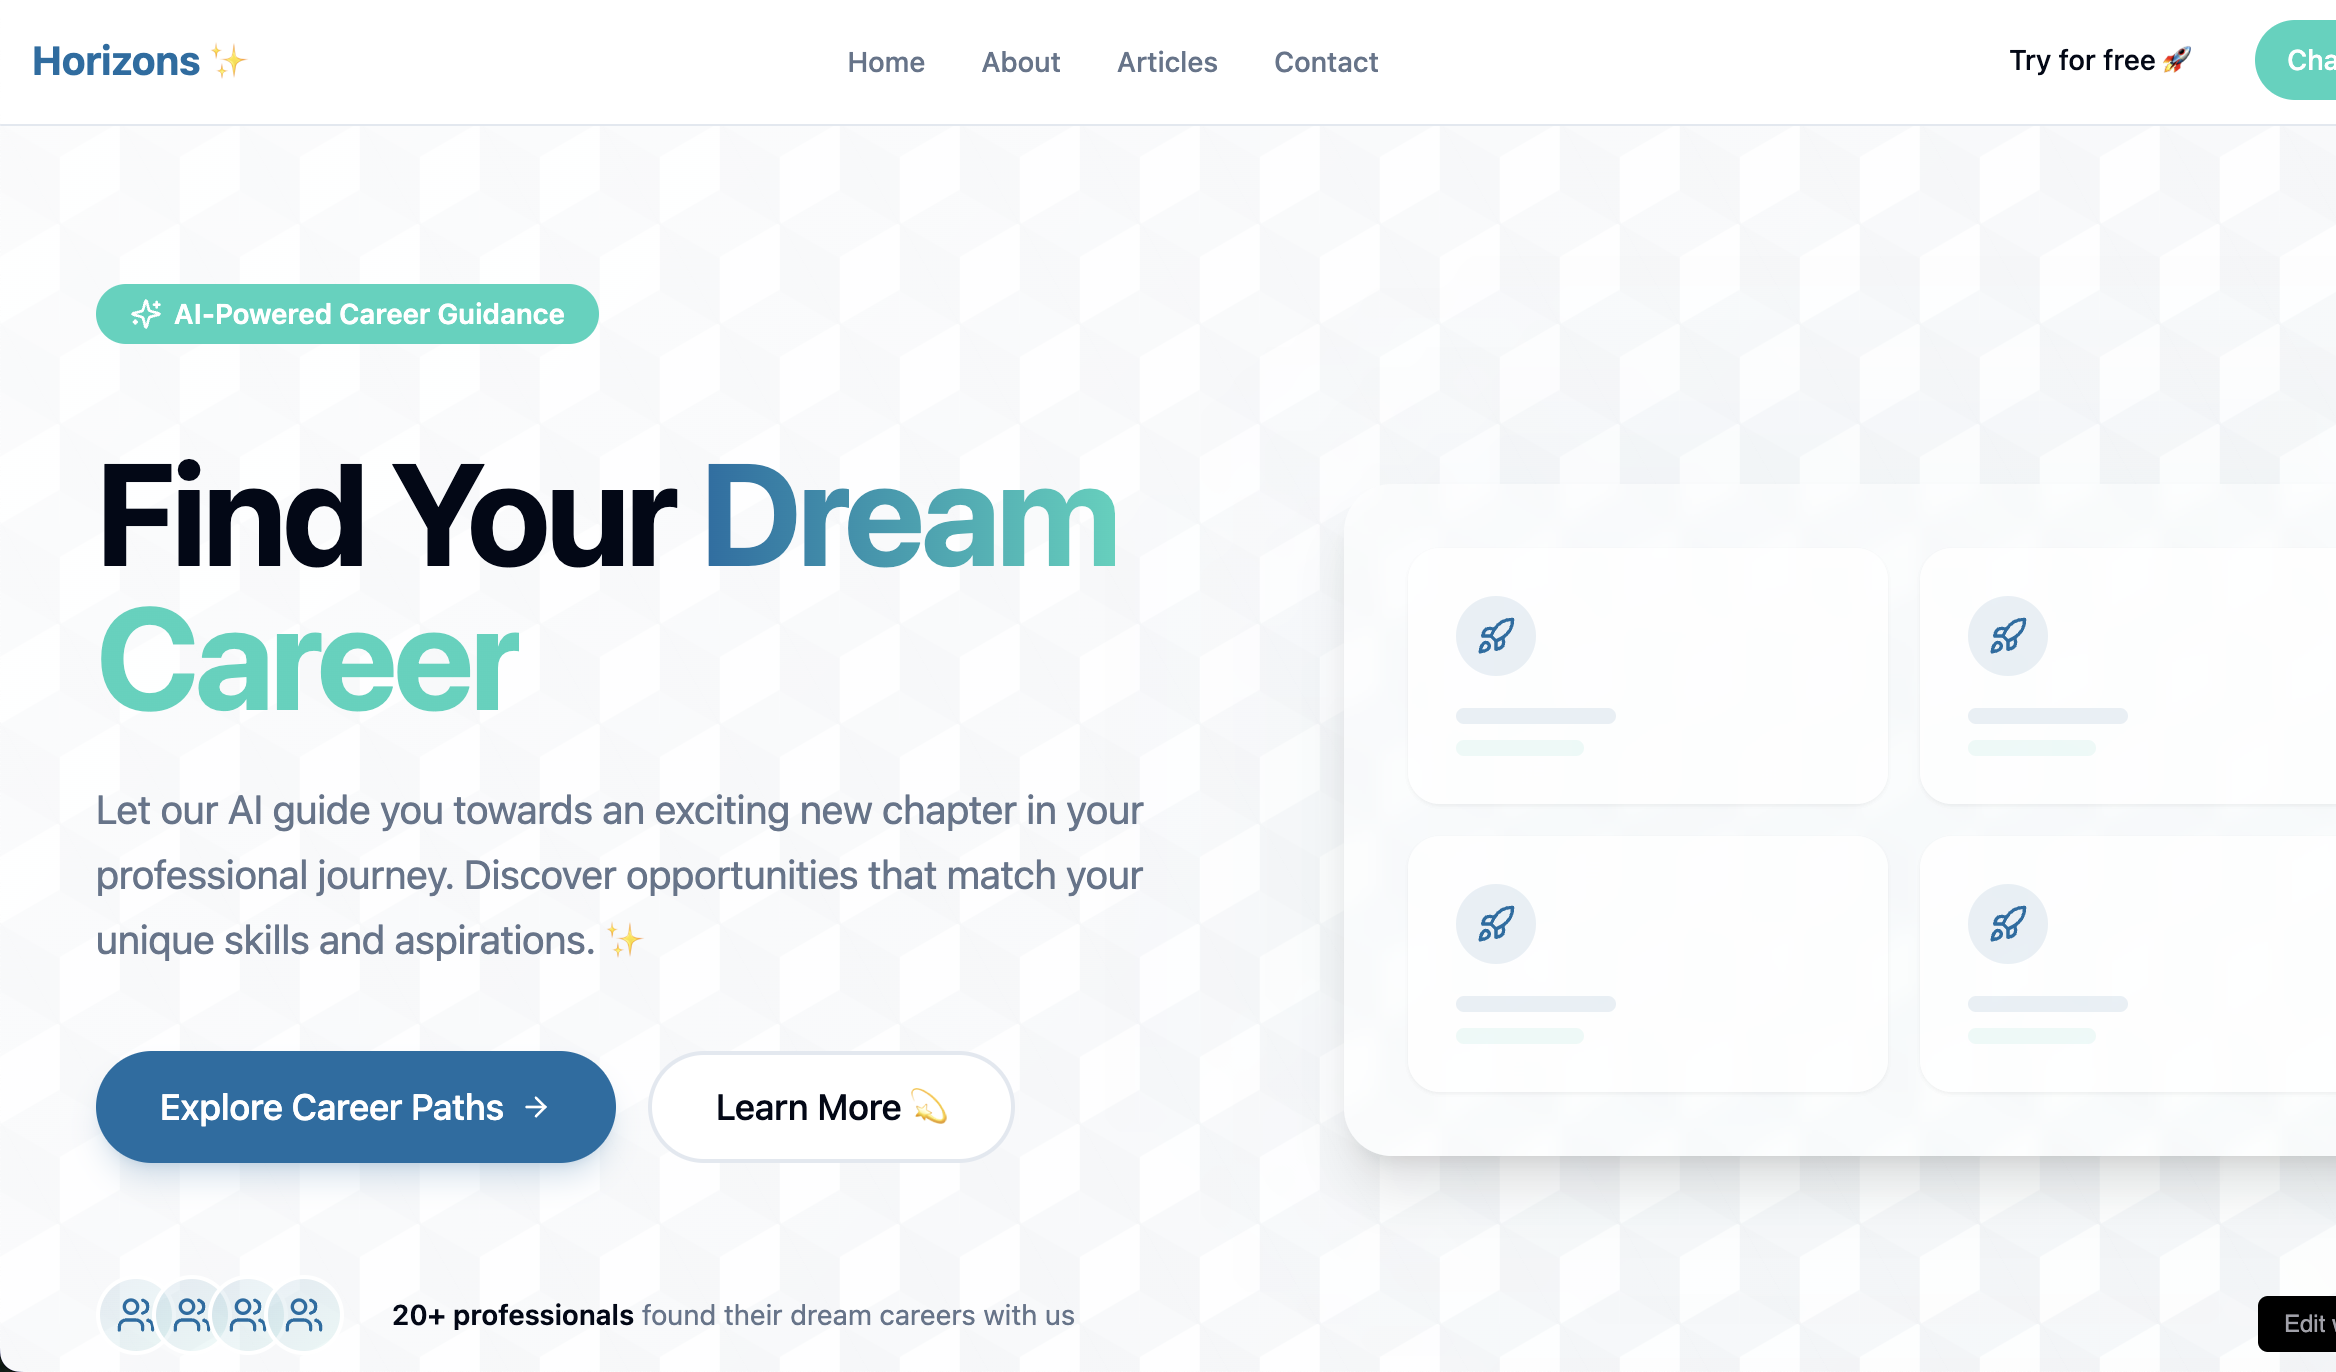 Horizons ✨
Home
About
Articles
Contact
Try for free 🚀
Cha
AI-Powered Career Guidance
Find Your Dream
Career
Let our AI guide you towards an exciting new chapter in your
professional journey. Discover opportunities that match your
unique skills and aspirations. ✨
Explore Career Paths →
Learn More 💫
20+ professionals found their dream careers with us
Edit